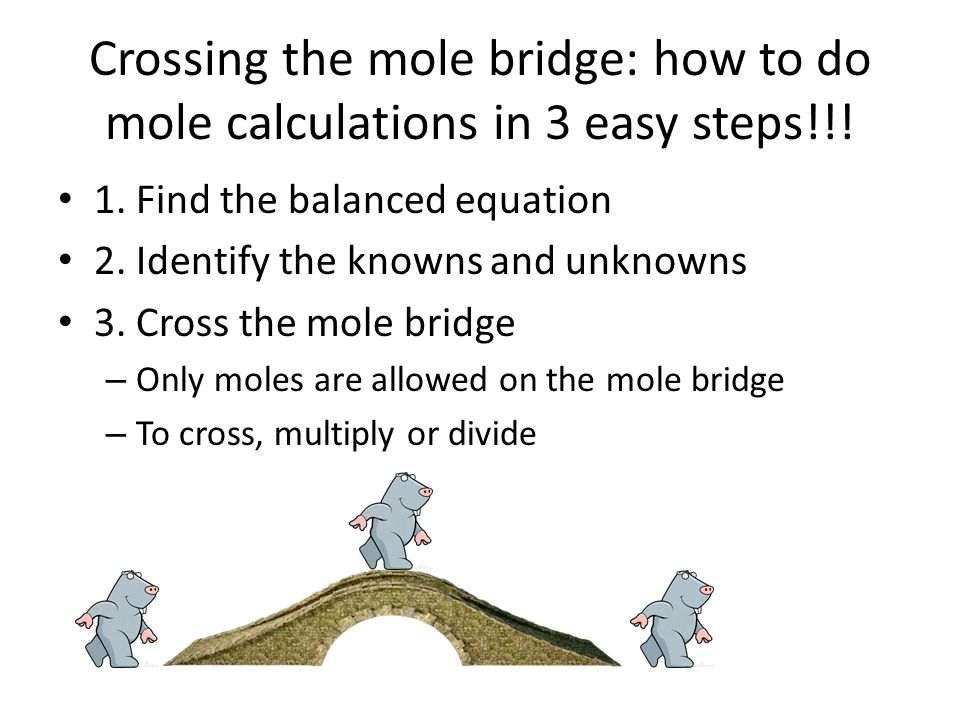 Crossing the mole bridge: how to do
mole calculations in 3 easy steps!!!
• 1. Find the balanced equation
• 2. Identify the knowns and unknowns
• 3. Cross the mole bridge
– Only moles are allowed on the mole bridge
– To cross, multiply or divide